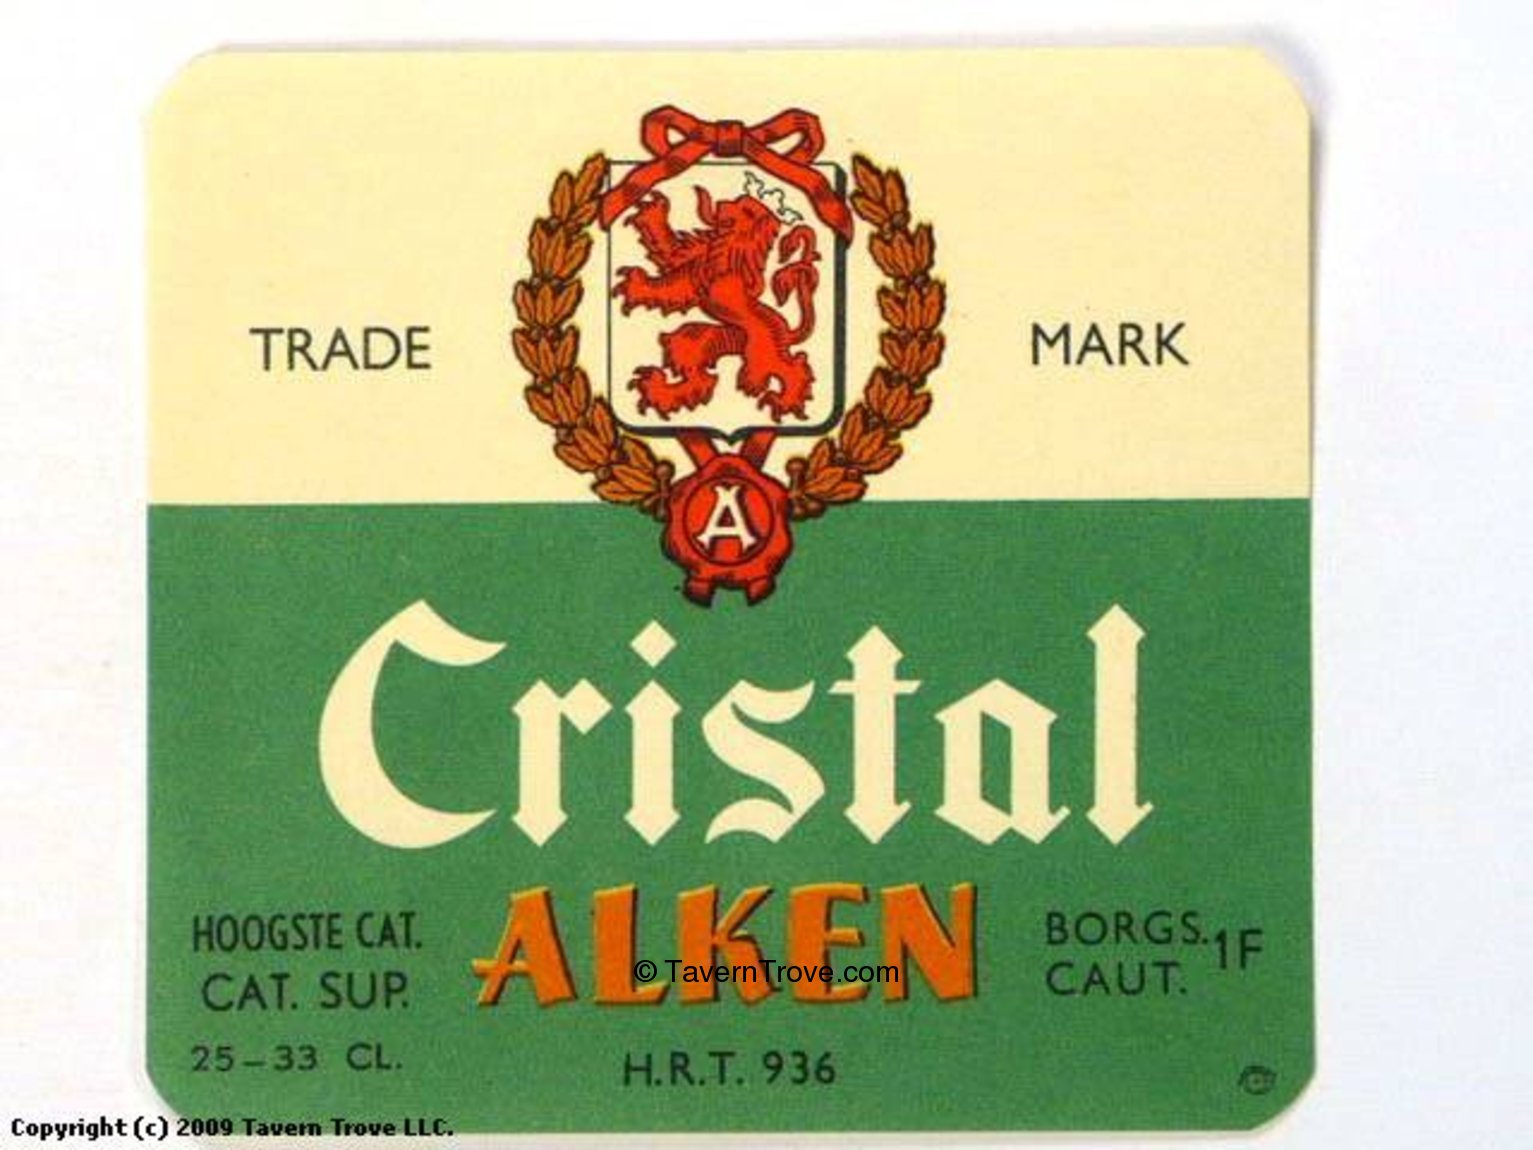 TRADE MARK
A
Cristal
ALKEN
HOOGSTE CAT.
CAT. SUP.
25-33 CL.
BORGS. 1F
CAUT.
H.R.T. 936
© TavernTrove.com
Copyright (c) 2009 Tavern Trove LLC.